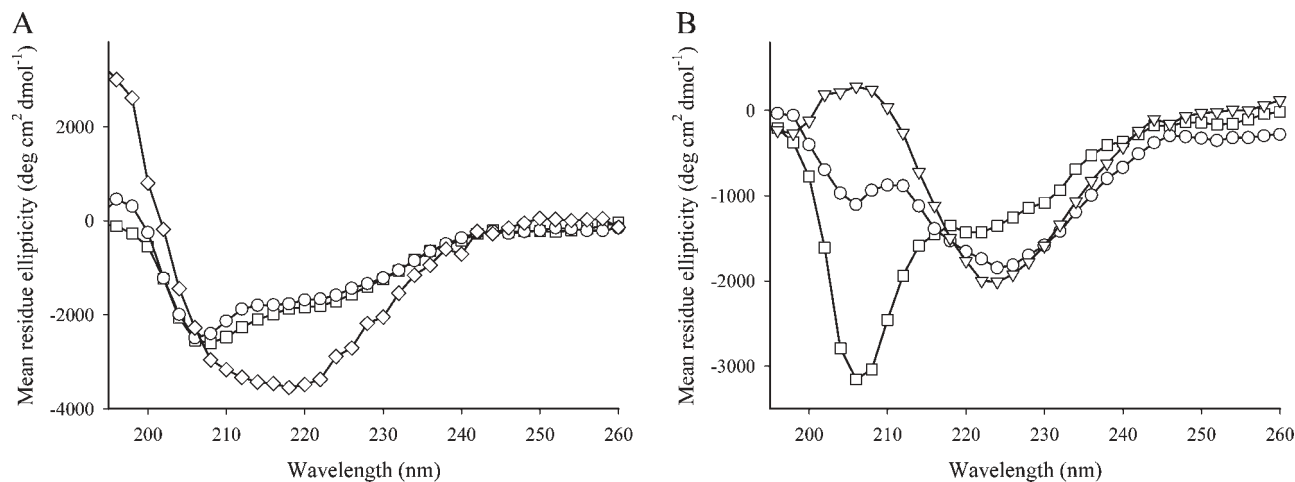 A
Mean residue ellipticity (deg cm² dmol⁻¹)
2000
0
-2000
-4000
200 210 220 230 240 250 260
Wavelength (nm)
B
Mean residue ellipticity (deg cm² dmol⁻¹)
0
-1000
-2000
-3000
200 210 220 230 240 250 260
Wavelength (nm)